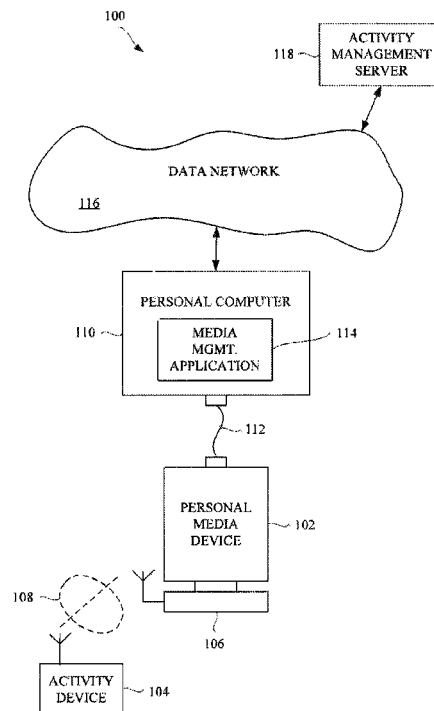 100
118
ACTIVITY
MANAGEMENT
SERVER
DATA NETWORK
116
PERSONAL COMPUTER
110
MEDIA
MGMT.
APPLICATION
114
112
PERSONAL
MEDIA
DEVICE
102
108
106
ACTIVITY
DEVICE
104